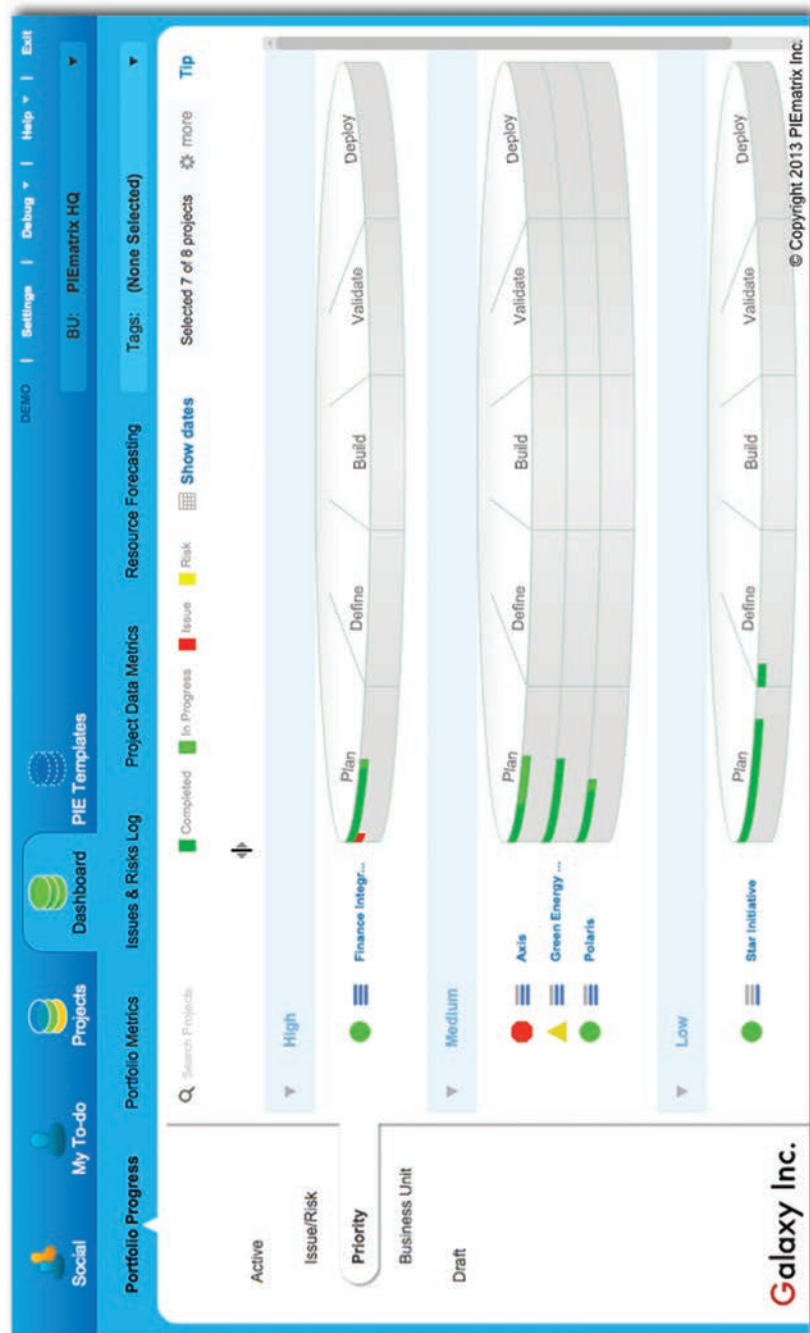 DEMO | Settings | Debug ▾ | Help ▾ | Exit
Social My To-do Projects Dashboard PIE Templates
BU: PIEmatrix HQ
Portfolio Progress Portfolio Metrics Issues & Risks Log Project Data Metrics Resource Forecasting
Tags: (None Selected)
Search Projects
Completed In Progress Issue Risk Show dates
Selected 7 of 8 projects more Tip
Active
Issue/Risk
Priority
Business Unit
Draft
High
Plan Define Build Validate Deploy
Finance Integr...
Medium
Plan Define Build Validate Deploy
Axis
Green Energy ...
Polaris
Low
Plan Define Build Validate Deploy
Star Initiative
Galaxy Inc.
© Copyright 2013 PIEmatrix Inc.